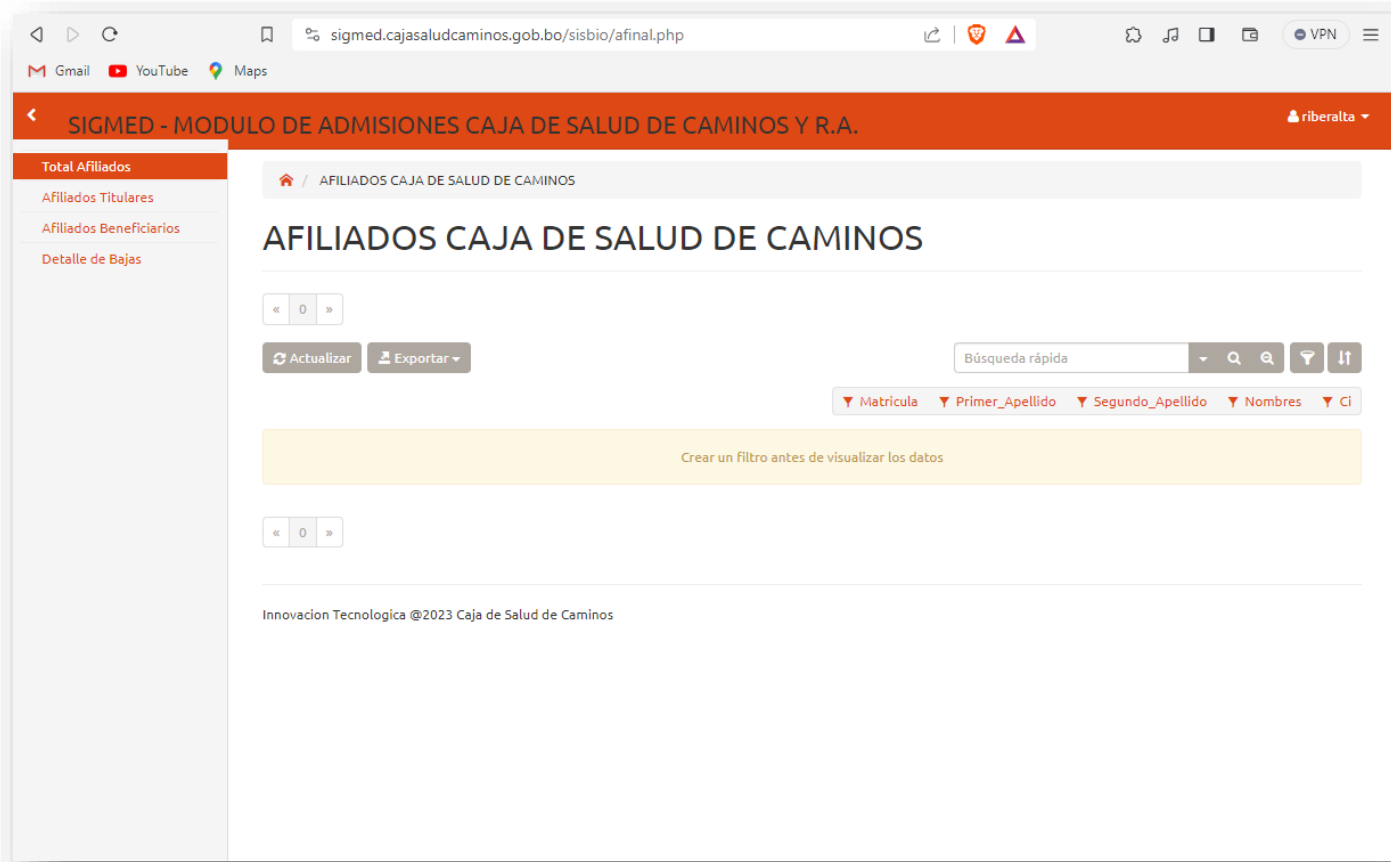 sigmed.cajasaludcaminos.gob.bo/sisbio/afinal.php
VPN
Gmail YouTube Maps
SIGMED - MODULO DE ADMISIONES CAJA DE SALUD DE CAMINOS Y R.A.
riberalta
Total Afiliados
Afiliados Titulares
Afiliados Beneficiarios
Detalle de Bajas
/ AFILIADOS CAJA DE SALUD DE CAMINOS
AFILIADOS CAJA DE SALUD DE CAMINOS
« 0 »
Actualizar Exportar
Búsqueda rápida
Matricula Primer_Apellido Segundo_Apellido Nombres Ci
Crear un filtro antes de visualizar los datos
« 0 »
Innovacion Tecnologica @2023 Caja de Salud de Caminos